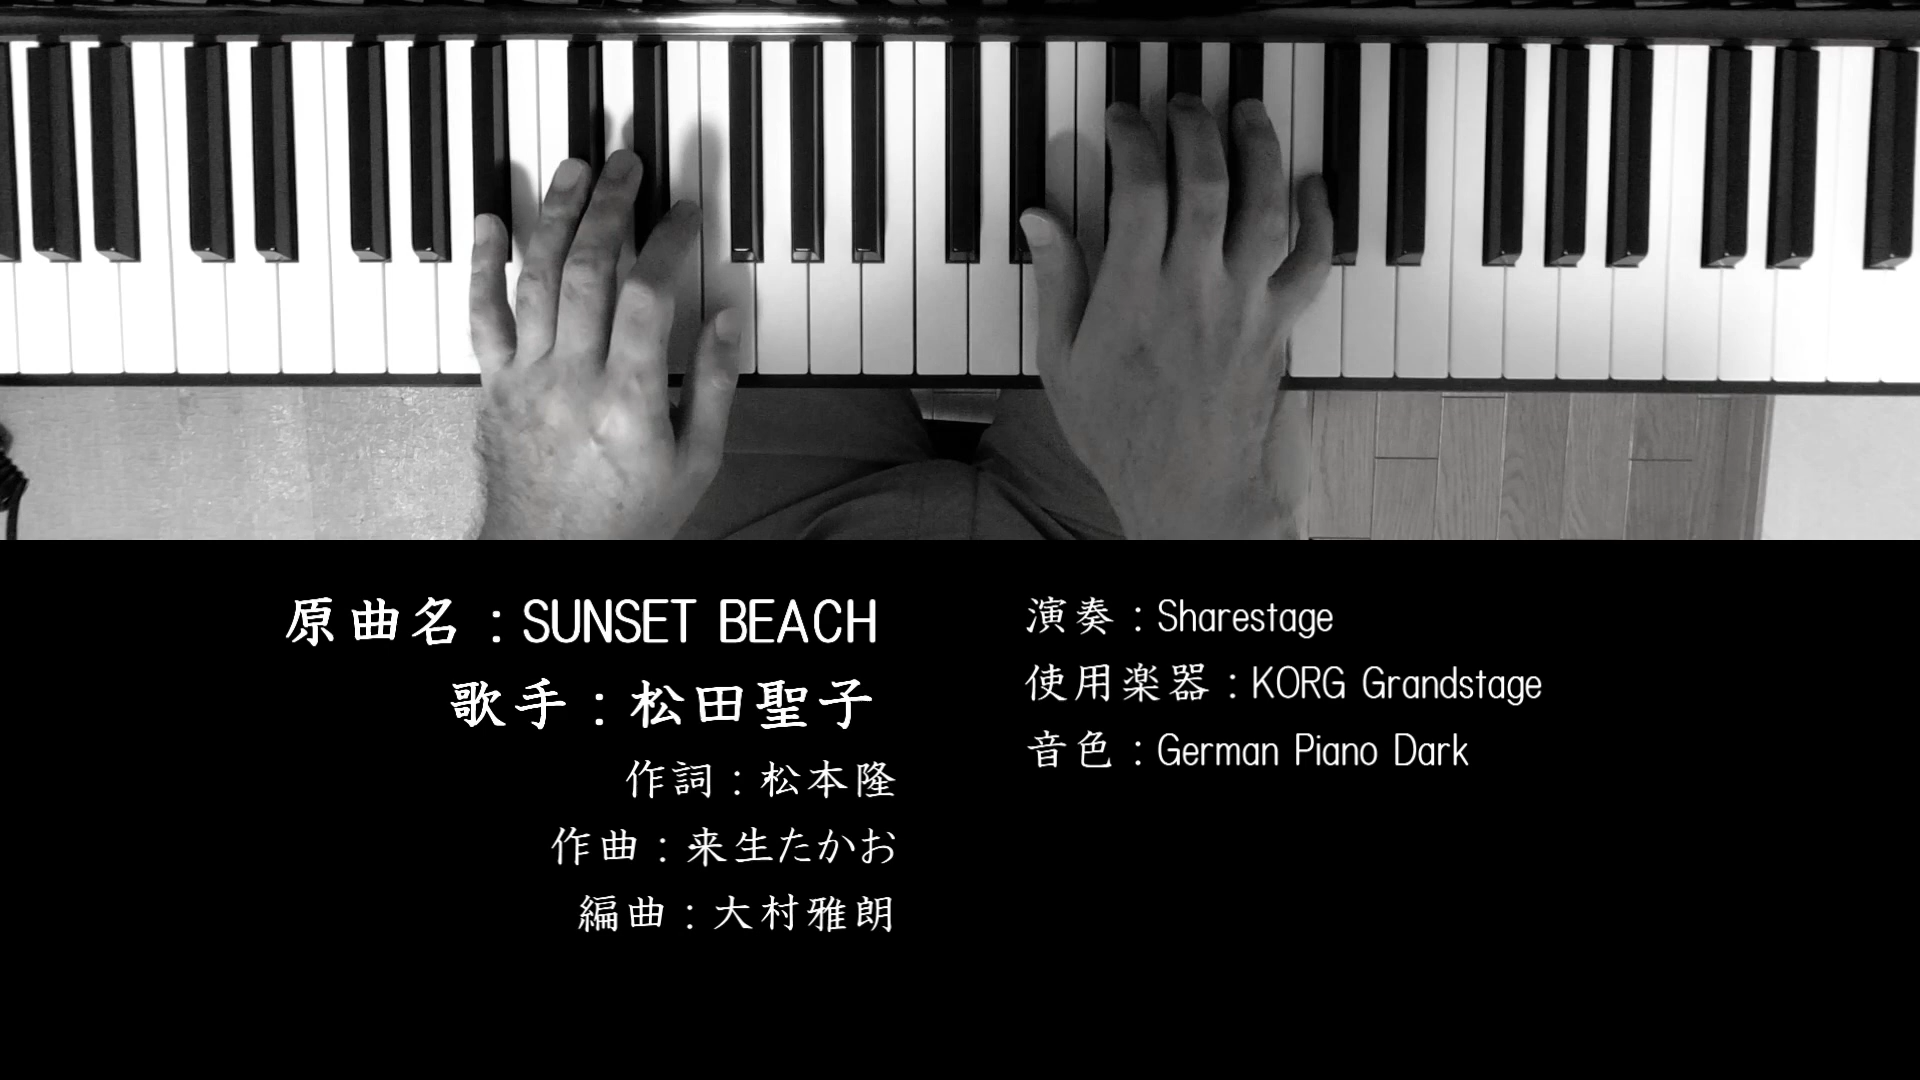 原曲名：SUNSET BEACH
歌手：松田聖子
作詞：松本隆
作曲：来生たかお
編曲：大村雅朗
演奏：Sharestage
使用楽器：KORG Grandstage
音色：German Piano Dark